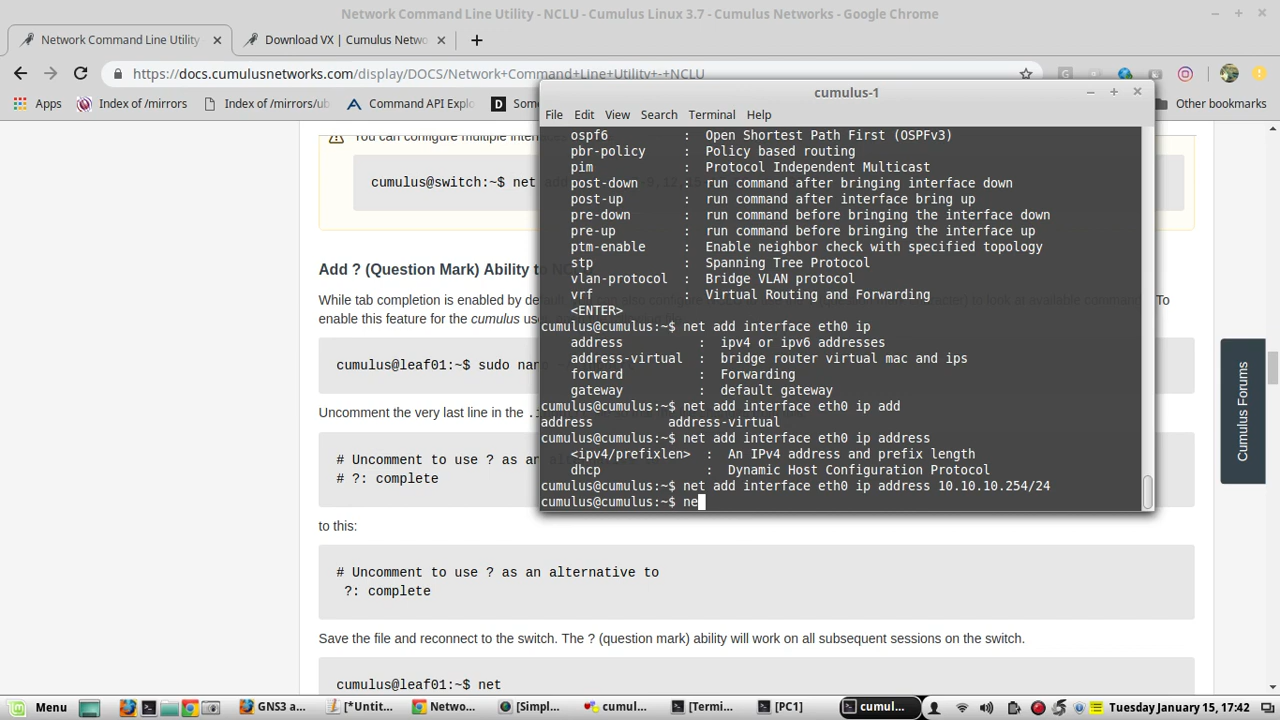 Network Command Line Utility - NCLU - Cumulus Linux 3.7 - Cumulus Networks - Google Chrome
Network Command Line Utility -
Download VX | Cumulus Netwo
https://docs.cumulusnetworks.com/display/DOCS/Network+Command+Line+Utility+-+NCLU
Apps
Index of /mirrors
Index of /mirrors/ub
Command API Explo
Som
Other bookmarks
You can configure multiple inter
cumulus@switch:~$ net ad
Add ? (Question Mark) Ability to NCLU
While tab completion is enabled by default
To
enable this feature for the cumulus use
cumulus@leaf01:~$ sudo nano
Uncomment the very last line in the .i
# Uncomment to use ? as an
# ?: complete
to this:
# Uncomment to use ? as an alternative to
?: complete
Save the file and reconnect to the switch. The ? (question mark) ability will work on all subsequent sessions on the switch.
cumulus@leaf01:~$ net
Cumulus Forums
cumulus-1
File Edit View Search Terminal Help
ospf6 : Open Shortest Path First (OSPFv3)
pbr-policy : Policy based routing
pim : Protocol Independent Multicast
post-down : run command after bringing interface down
post-up : run command after interface bring up
pre-down : run command before bringing the interface down
pre-up : run command before bringing the interface up
ptm-enable : Enable neighbor check with specified topology
stp : Spanning Tree Protocol
vlan-protocol : Bridge VLAN protocol
vrf : Virtual Routing and Forwarding
<ENTER>
cumulus@cumulus:~$ net add interface eth0 ip
address : ipv4 or ipv6 addresses
address-virtual : bridge router virtual mac and ips
forward : Forwarding
gateway : default gateway
cumulus@cumulus:~$ net add interface eth0 ip add
address address-virtual
cumulus@cumulus:~$ net add interface eth0 ip address
<ipv4/prefixlen> : An IPv4 address and prefix length
dhcp : Dynamic Host Configuration Protocol
cumulus@cumulus:~$ net add interface eth0 ip address 10.10.10.254/24
cumulus@cumulus:~$ ne
Menu
GNS3 a...
[*Untit...
Netwo...
[Simpl...
cumul...
[Termi...
[PC1]
cumul...
Tuesday January 15, 17:42